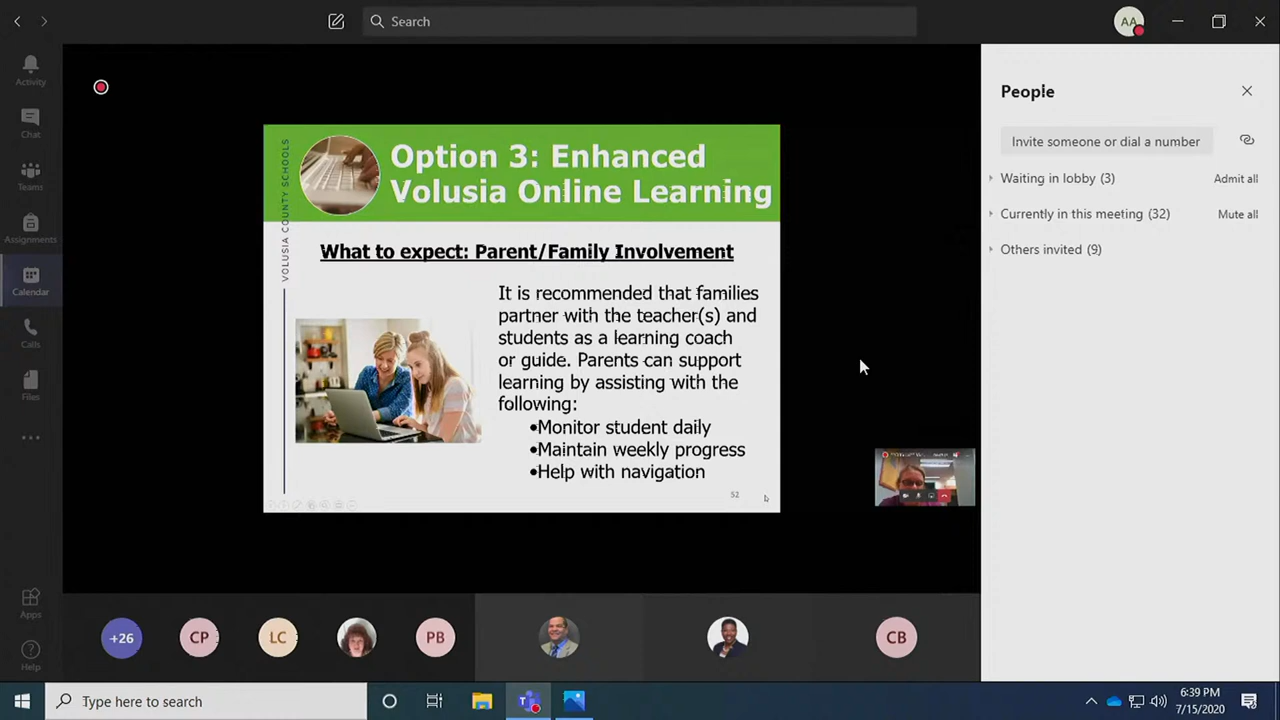 Search
AA
Activity
Chat
Teams
Assignments
Calendar
Calls
Files
Apps
Help
VOLUSIA COUNTY SCHOOLS
Option 3: Enhanced
Volusia Online Learning
What to expect: Parent/Family Involvement
It is recommended that families
partner with the teacher(s) and
students as a learning coach
or guide. Parents can support
learning by assisting with the
following:
•Monitor student daily
•Maintain weekly progress
•Help with navigation
52
People
Invite someone or dial a number
Waiting in lobby (3)
Admit all
Currently in this meeting (32)
Mute all
Others invited (9)
+26
CP
LC
PB
CB
Type here to search
6:39 PM
7/15/2020